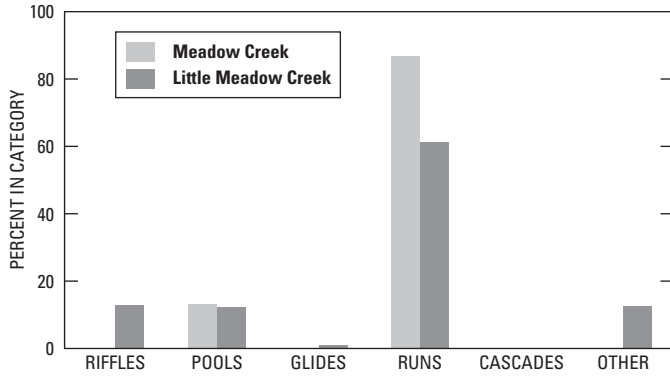 100
80
60
40
20
0
PERCENT IN CATEGORY
Meadow Creek
Little Meadow Creek
RIFFLES POOLS GLIDES RUNS CASCADES OTHER